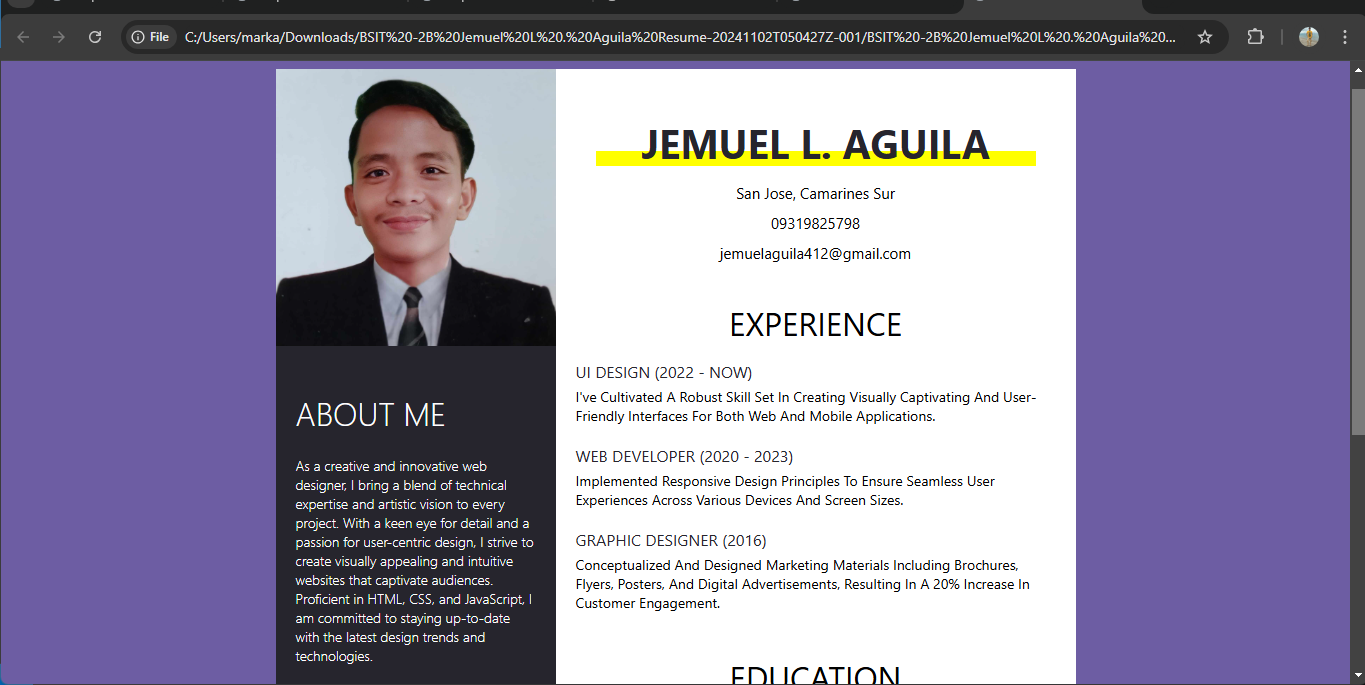 File
C:/Users/marka/Downloads/BSIT%20-2B%20Jemuel%20L%20.%20Aguila%20Resume-20241102T050427Z-001/BSIT%20-2B%20Jemuel%20L%20.%20Aguila%20...
JEMUEL L. AGUILA
San Jose, Camarines Sur
09319825798
jemuelaguila412@gmail.com
EXPERIENCE
UI DESIGN (2022 - NOW)
I've Cultivated A Robust Skill Set In Creating Visually Captivating And User-
Friendly Interfaces For Both Web And Mobile Applications.
WEB DEVELOPER (2020 - 2023)
Implemented Responsive Design Principles To Ensure Seamless User
Experiences Across Various Devices And Screen Sizes.
GRAPHIC DESIGNER (2016)
Conceptualized And Designed Marketing Materials Including Brochures,
Flyers, Posters, And Digital Advertisements, Resulting In A 20% Increase In
Customer Engagement.
EDUCATION
ABOUT ME
As a creative and innovative web
designer, I bring a blend of technical
expertise and artistic vision to every
project. With a keen eye for detail and a
passion for user-centric design, I strive to
create visually appealing and intuitive
websites that captivate audiences.
Proficient in HTML, CSS, and JavaScript, I
am committed to staying up-to-date
with the latest design trends and
technologies.